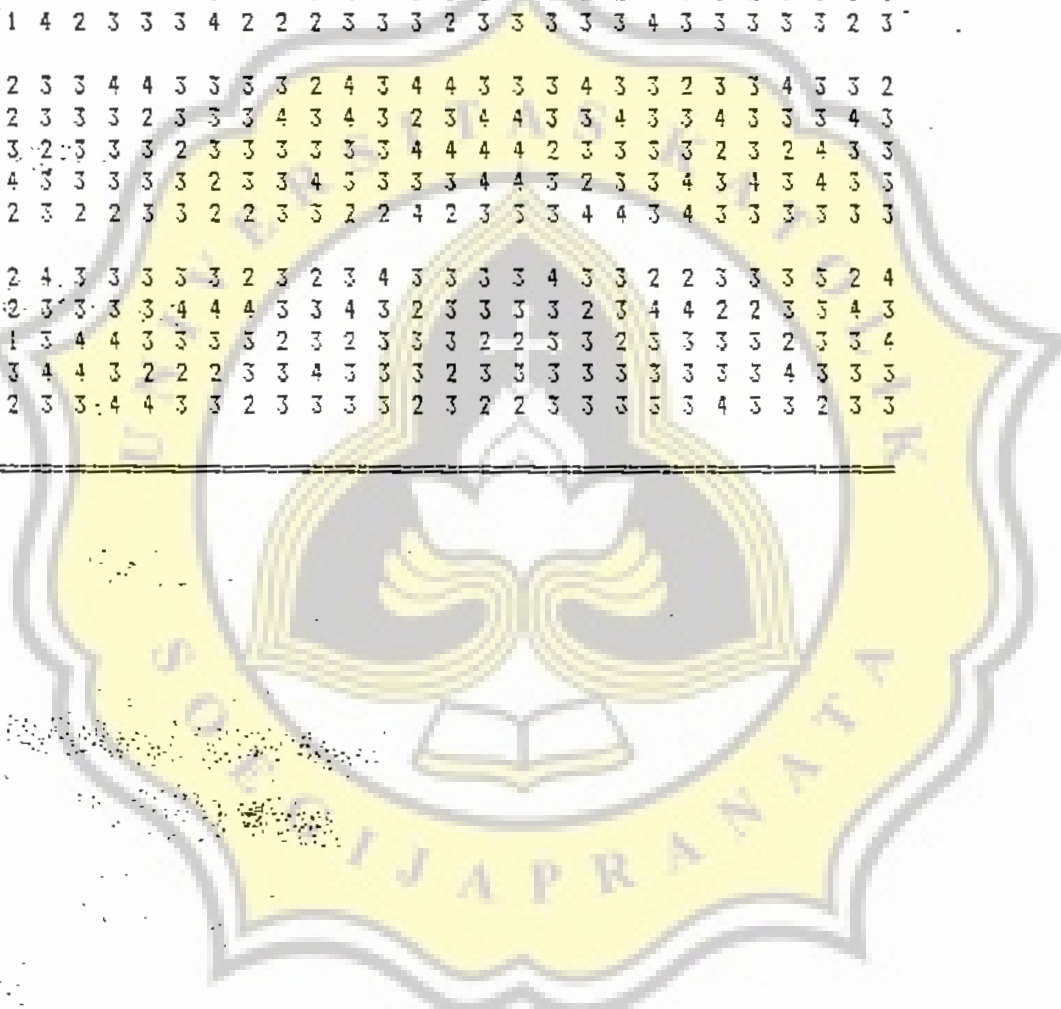 1 4 2 3 3 3 4 2 2 2 3 3 3 2 3 3 3 3 3 4 3 3 3 3 3 2 3
2 3 3 4 4 3 3 3 3 2 4 3 4 4 3 3 3 4 3 3 2 3 3 4 3 3 2
2 3 3 3 2 3 3 3 4 3 4 3 2 3 4 4 3 3 4 3 3 4 3 3 3 4 3
3 2 3 3 3 2 3 3 3 3 3 3 4 4 4 4 2 3 3 3 3 2 3 2 4 3 3
4 3 3 3 3 3 2 3 3 4 3 3 3 3 4 4 3 2 3 3 4 3 4 3 4 3 3
2 3 2 2 3 3 2 2 3 3 2 2 4 2 3 3 3 4 4 3 4 3 3 3 3 3 3
2 4 3 3 3 3 3 2 3 2 3 4 3 3 3 3 4 3 3 2 2 3 3 3 3 2 4
2 3 3 3 3 4 4 4 3 3 4 3 2 3 3 3 3 2 3 4 4 2 2 3 3 4 3
1 3 4 4 3 3 3 3 2 3 2 3 3 3 2 2 3 3 2 3 3 3 3 2 3 3 4
3 4 4 3 2 2 2 3 3 4 3 3 3 2 3 3 3 3 3 3 3 3 3 4 3 3 3
2 3 3 4 4 3 3 2 3 3 3 3 2 3 2 2 3 3 3 3 3 4 3 3 2 3 3
UNIVERSITAS KATOLIK
SOEGIJAPRANATA